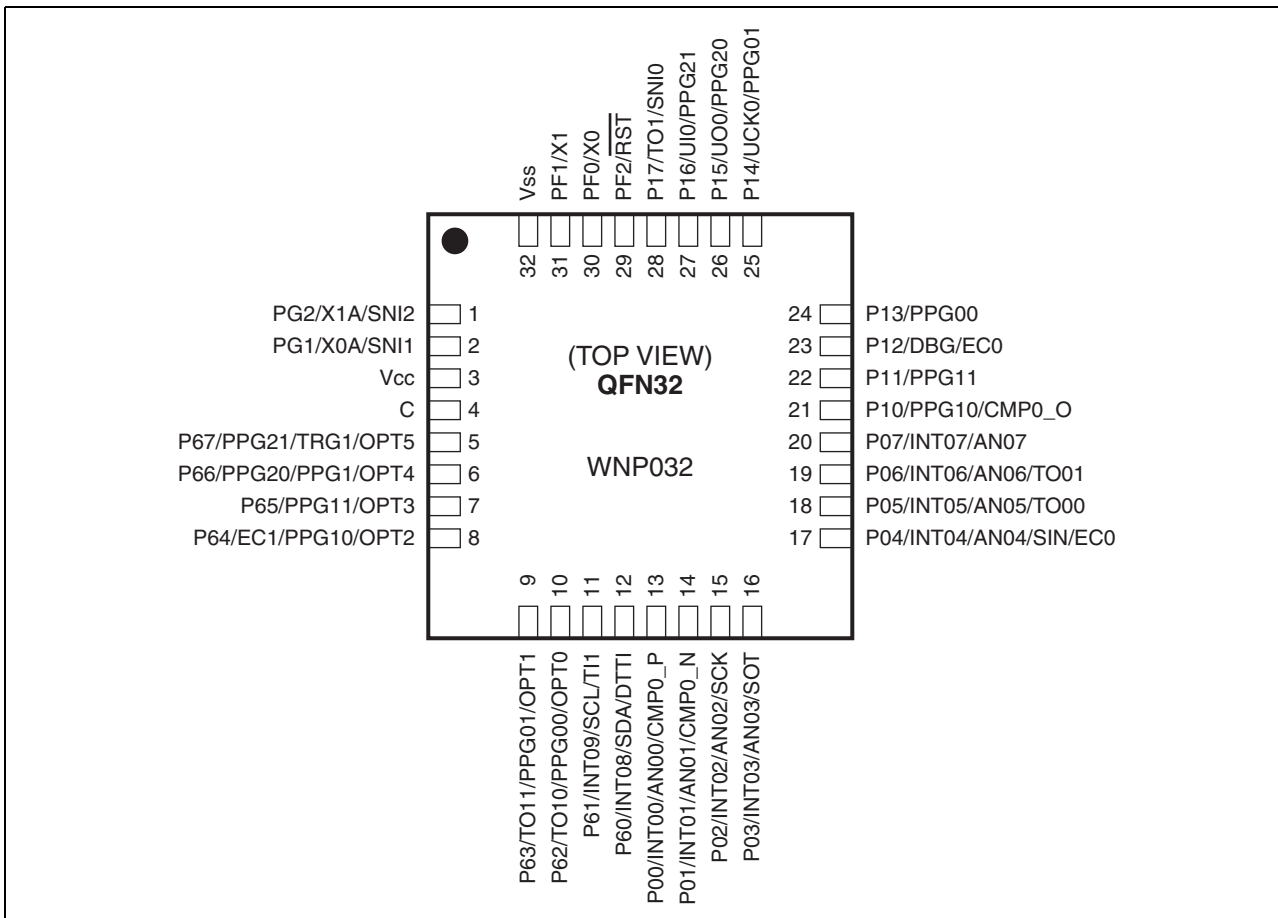 Vss
PF1/X1
PF0/X0
PF2/RST
P17/TO1/SNI0
P16/UI0/PPG21
P15/UO0/PPG20
P14/UCK0/PPG01
32
31
30
29
28
27
26
25
PG2/X1A/SNI2 1
PG1/X0A/SNI1 2
Vcc 3
C 4
P67/PPG21/TRG1/OPT5 5
P66/PPG20/PPG1/OPT4 6
P65/PPG11/OPT3 7
P64/EC1/PPG10/OPT2 8
(TOP VIEW)
QFN32
WNP032
24 P13/PPG00
23 P12/DBG/EC0
22 P11/PPG11
21 P10/PPG10/CMP0_O
20 P07/INT07/AN07
19 P06/INT06/AN06/TO01
18 P05/INT05/AN05/TO00
17 P04/INT04/AN04/SIN/EC0
9
10
11
12
13
14
15
16
P63/TO11/PPG01/OPT1
P62/TO10/PPG00/OPT0
P61/INT09/SCL/TI1
P60/INT08/SDA/DTTI
P00/INT00/AN00/CMP0_P
P01/INT01/AN01/CMP0_N
P02/INT02/AN02/SCK
P03/INT03/AN03/SOT